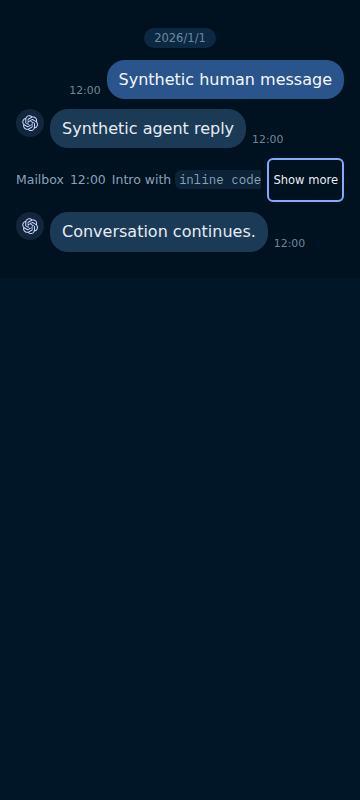 2026/1/1
12:00 Synthetic human message
Synthetic agent reply 12:00
Mailbox 12:00 Intro with inline code Show more
Conversation continues. 12:00